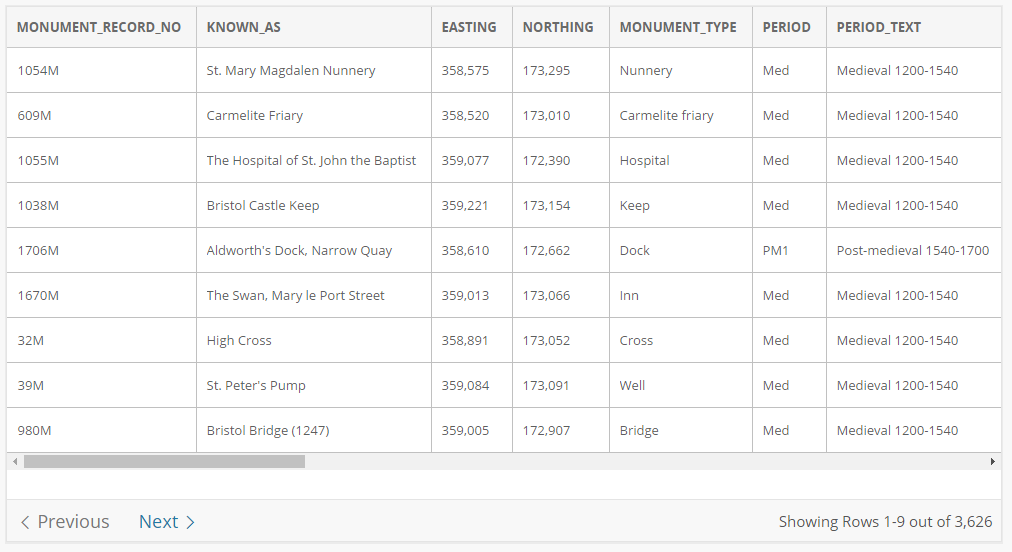 MONUMENT_RECORD_NO KNOWN_AS EASTING NORTHING MONUMENT_TYPE PERIOD PERIOD_TEXT
1054M St. Mary Magdalen Nunnery 358,575 173,295 Nunnery Med Medieval 1200-1540
609M Carmelite Friary 358,520 173,010 Carmelite friary Med Medieval 1200-1540
1055M The Hospital of St. John the Baptist 359,077 172,390 Hospital Med Medieval 1200-1540
1038M Bristol Castle Keep 359,221 173,154 Keep Med Medieval 1200-1540
1706M Aldworth's Dock, Narrow Quay 358,610 172,662 Dock PM1 Post-medieval 1540-1700
1670M The Swan, Mary le Port Street 359,013 173,066 Inn Med Medieval 1200-1540
32M High Cross 358,891 173,052 Cross Med Medieval 1200-1540
39M St. Peter's Pump 359,084 173,091 Well Med Medieval 1200-1540
980M Bristol Bridge (1247) 359,005 172,907 Bridge Med Medieval 1200-1540
Previous Next Showing Rows 1-9 out of 3,626